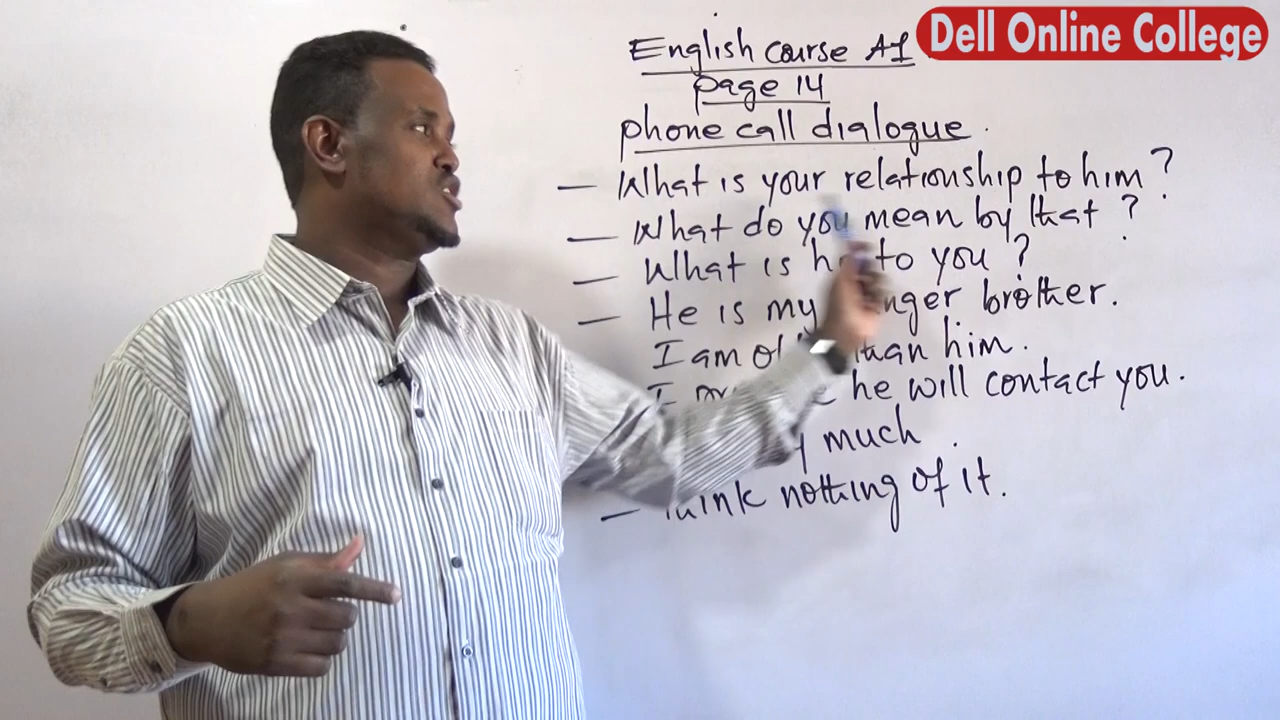 English course A1
Dell Online College
page 14
phone call dialogue.
— What is your relationship to him?
— What do you mean by that?
— What is to you?
— He is my brother.
I am than him.
I he will contact you.
much.
— nothing of it.